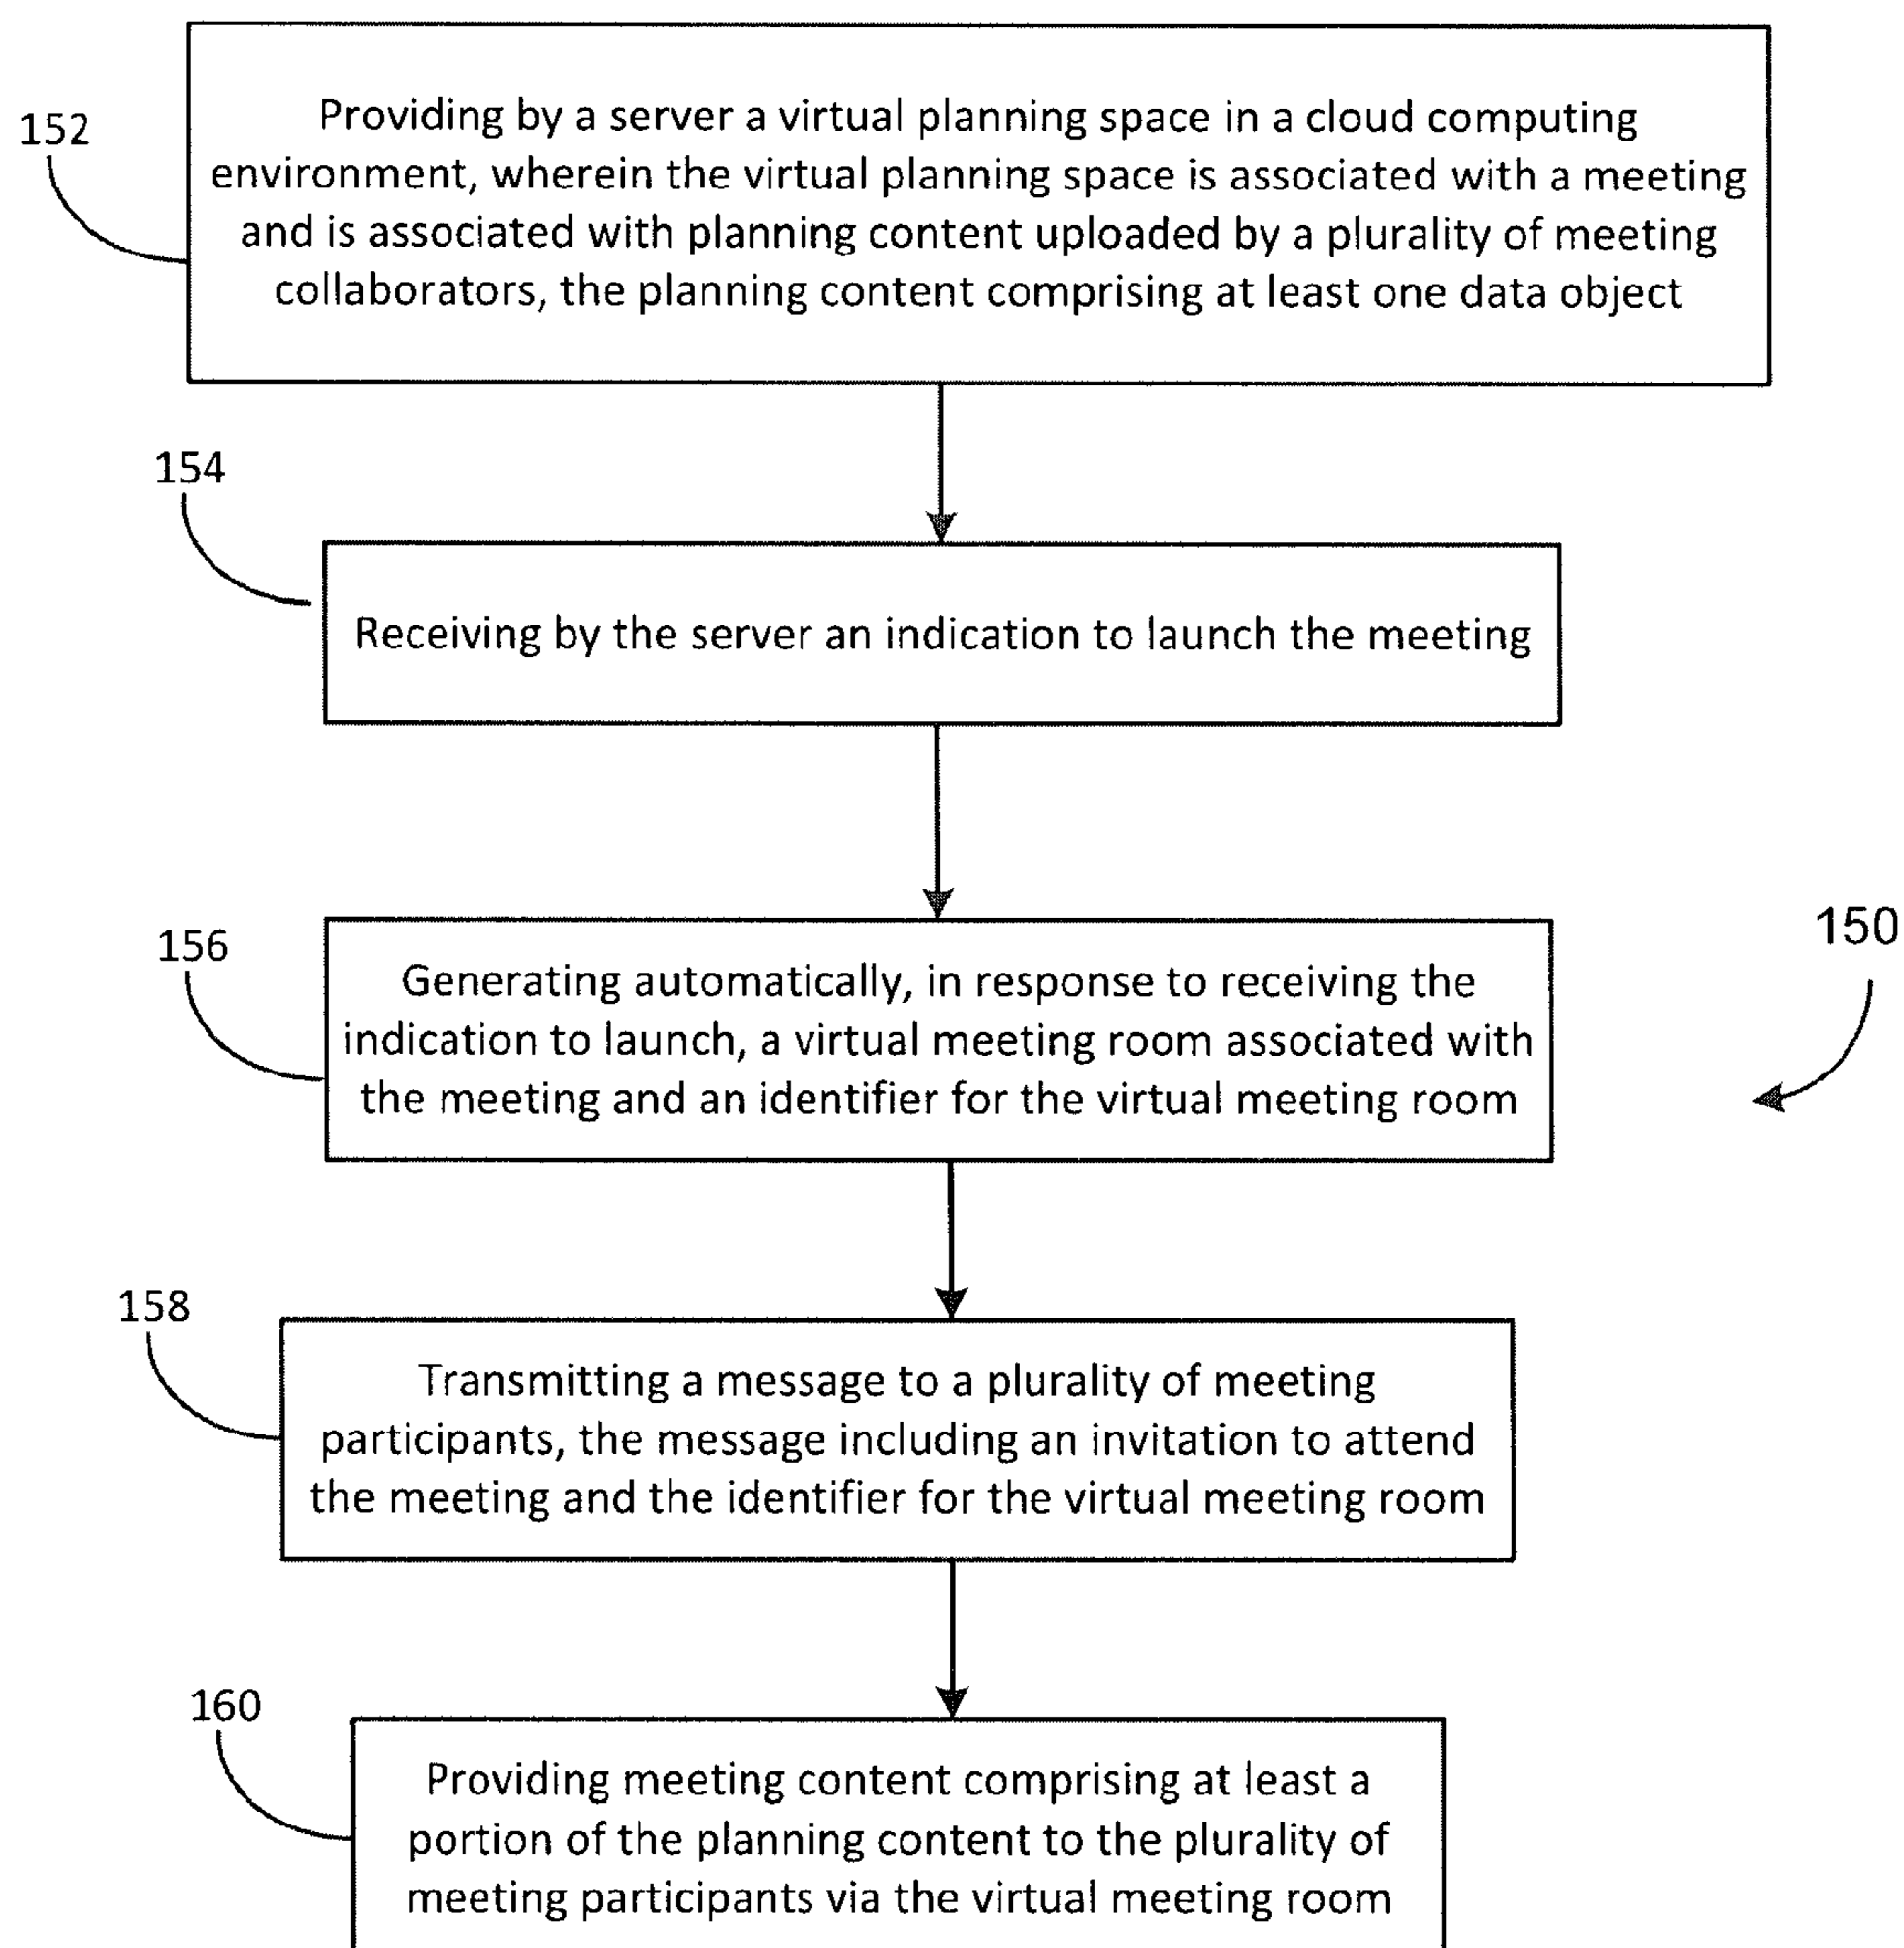 152
Providing by a server a virtual planning space in a cloud computing
environment, wherein the virtual planning space is associated with a meeting
and is associated with planning content uploaded by a plurality of meeting
collaborators, the planning content comprising at least one data object
154
Receiving by the server an indication to launch the meeting
156
Generating automatically, in response to receiving the
indication to launch, a virtual meeting room associated with
the meeting and an identifier for the virtual meeting room
150
158
Transmitting a message to a plurality of meeting
participants, the message including an invitation to attend
the meeting and the identifier for the virtual meeting room
160
Providing meeting content comprising at least a
portion of the planning content to the plurality of
meeting participants via the virtual meeting room